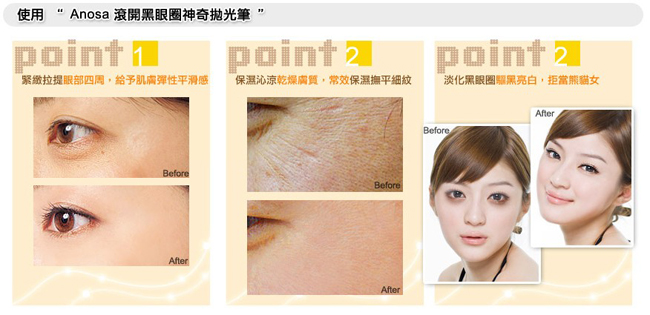 使用 “ Anosa 滾開黑眼圈神奇拋光筆 ”
point 1
緊緻拉提眼部四周，給予肌膚彈性平滑感
Before
After
point 2
保濕沁涼乾燥膚質，常效保濕撫平細紋
Before
After
point 2
淡化黑眼圈驅黑亮白，拒當熊貓女
Before
After